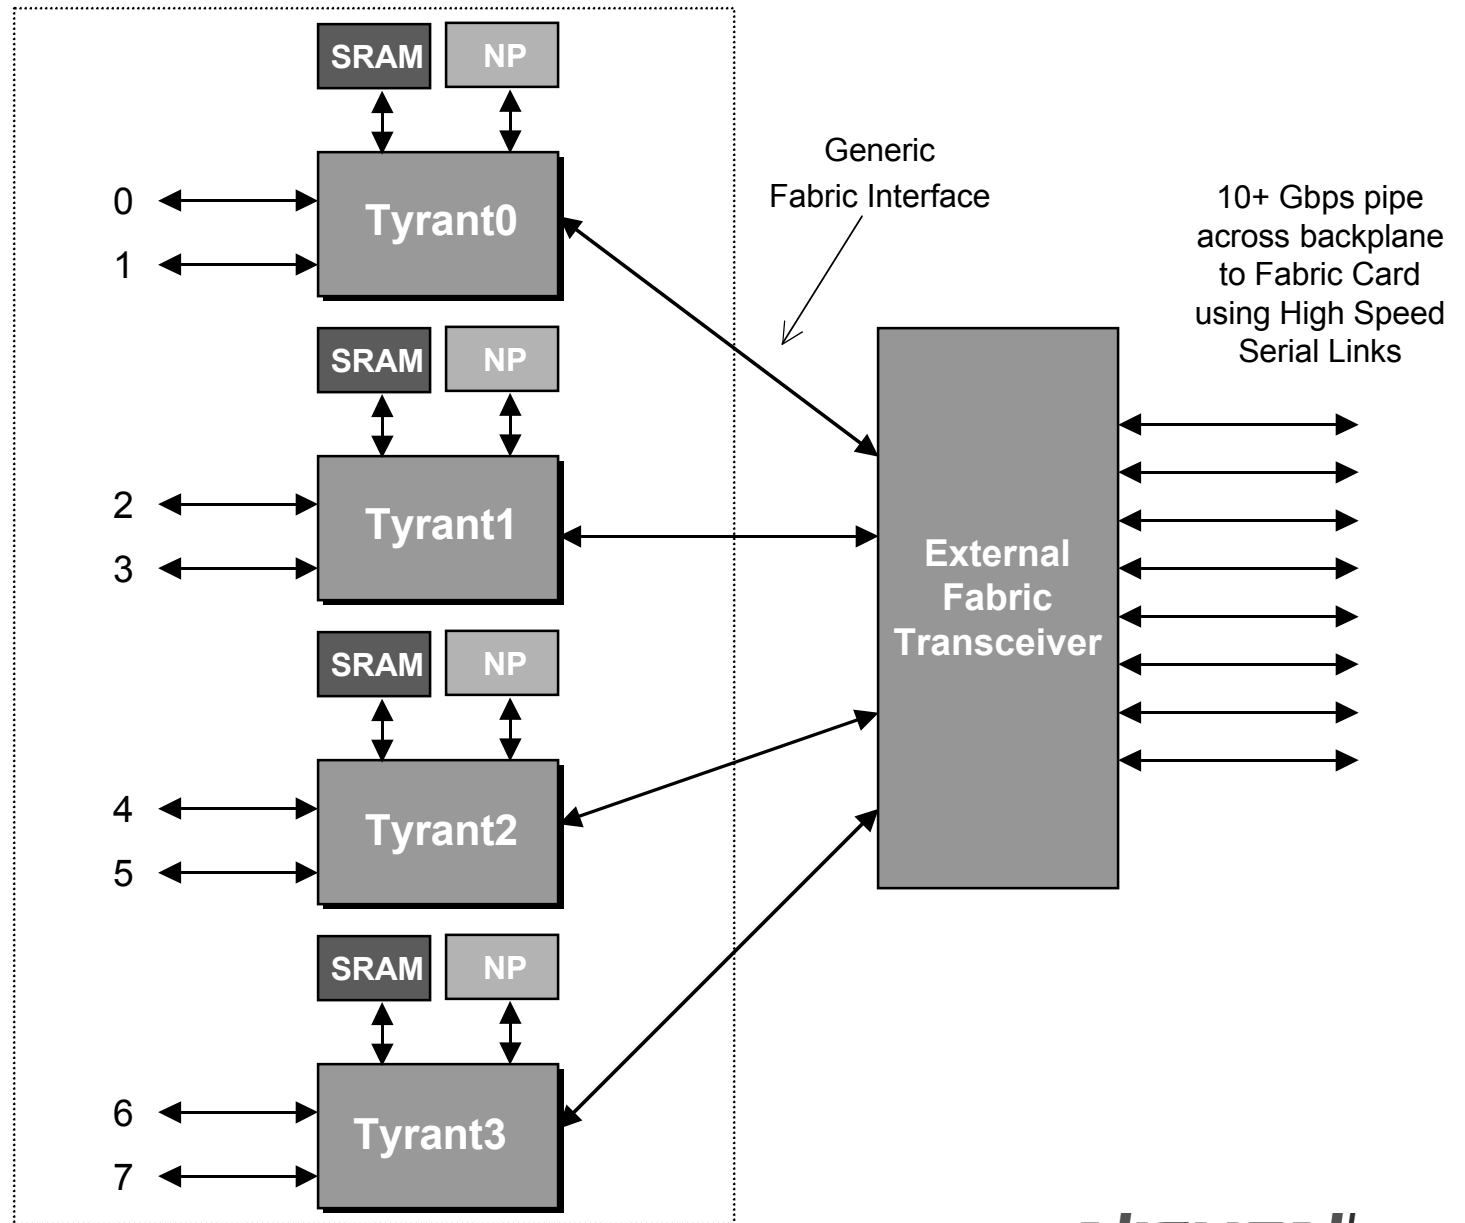 SRAM NP
Generic
Fabric Interface
10+ Gbps pipe
across backplane
to Fabric Card
using High Speed
Serial Links
0
1
Tyrant0
SRAM NP
2
3
Tyrant1
External
Fabric
Transceiver
SRAM NP
4
5
Tyrant2
SRAM NP
6
7
Tyrant3